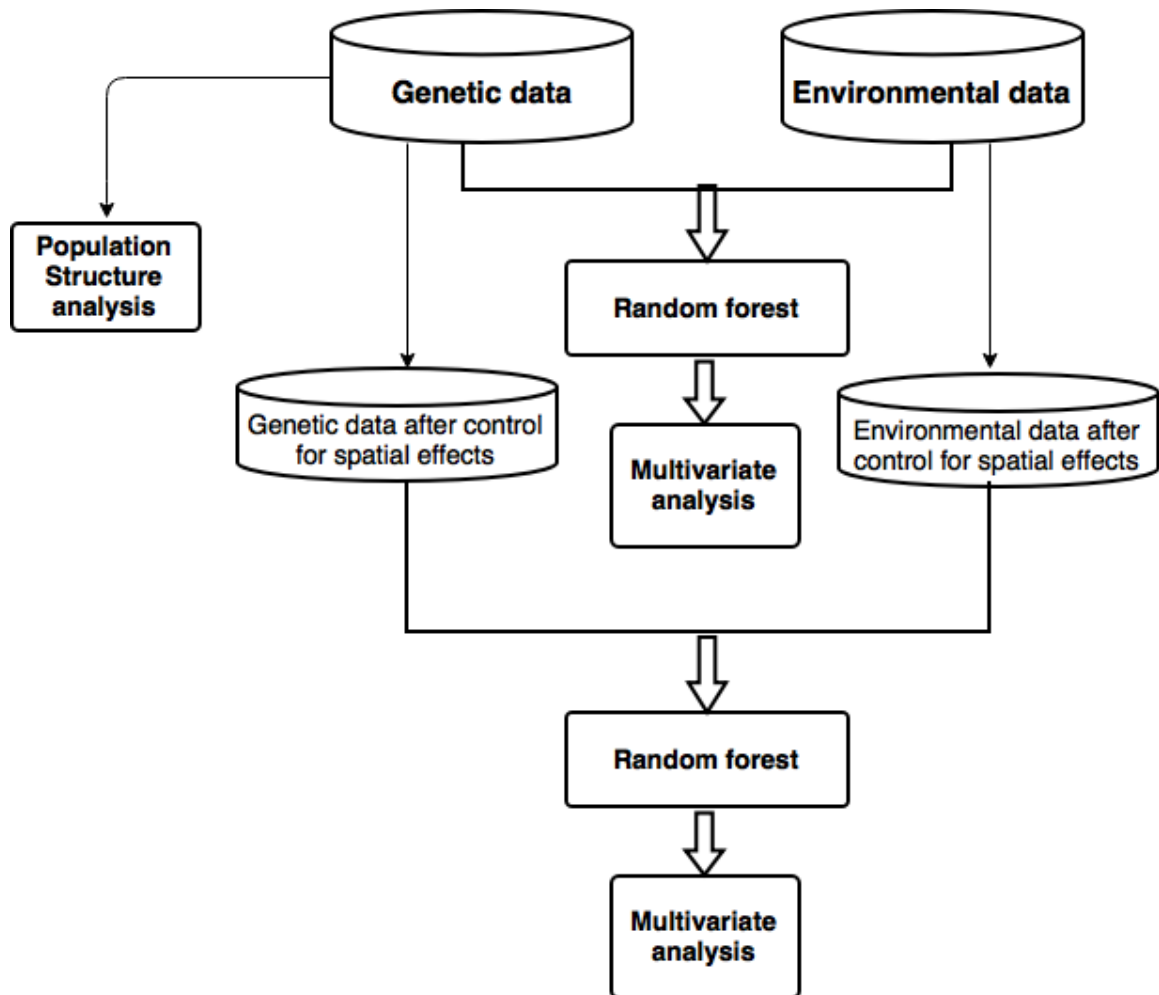 Genetic data
Environmental data
Population
Structure
analysis
Random forest
Genetic data after control
for spatial effects
Environmental data after
control for spatial effects
Multivariate
analysis
Random forest
Multivariate
analysis